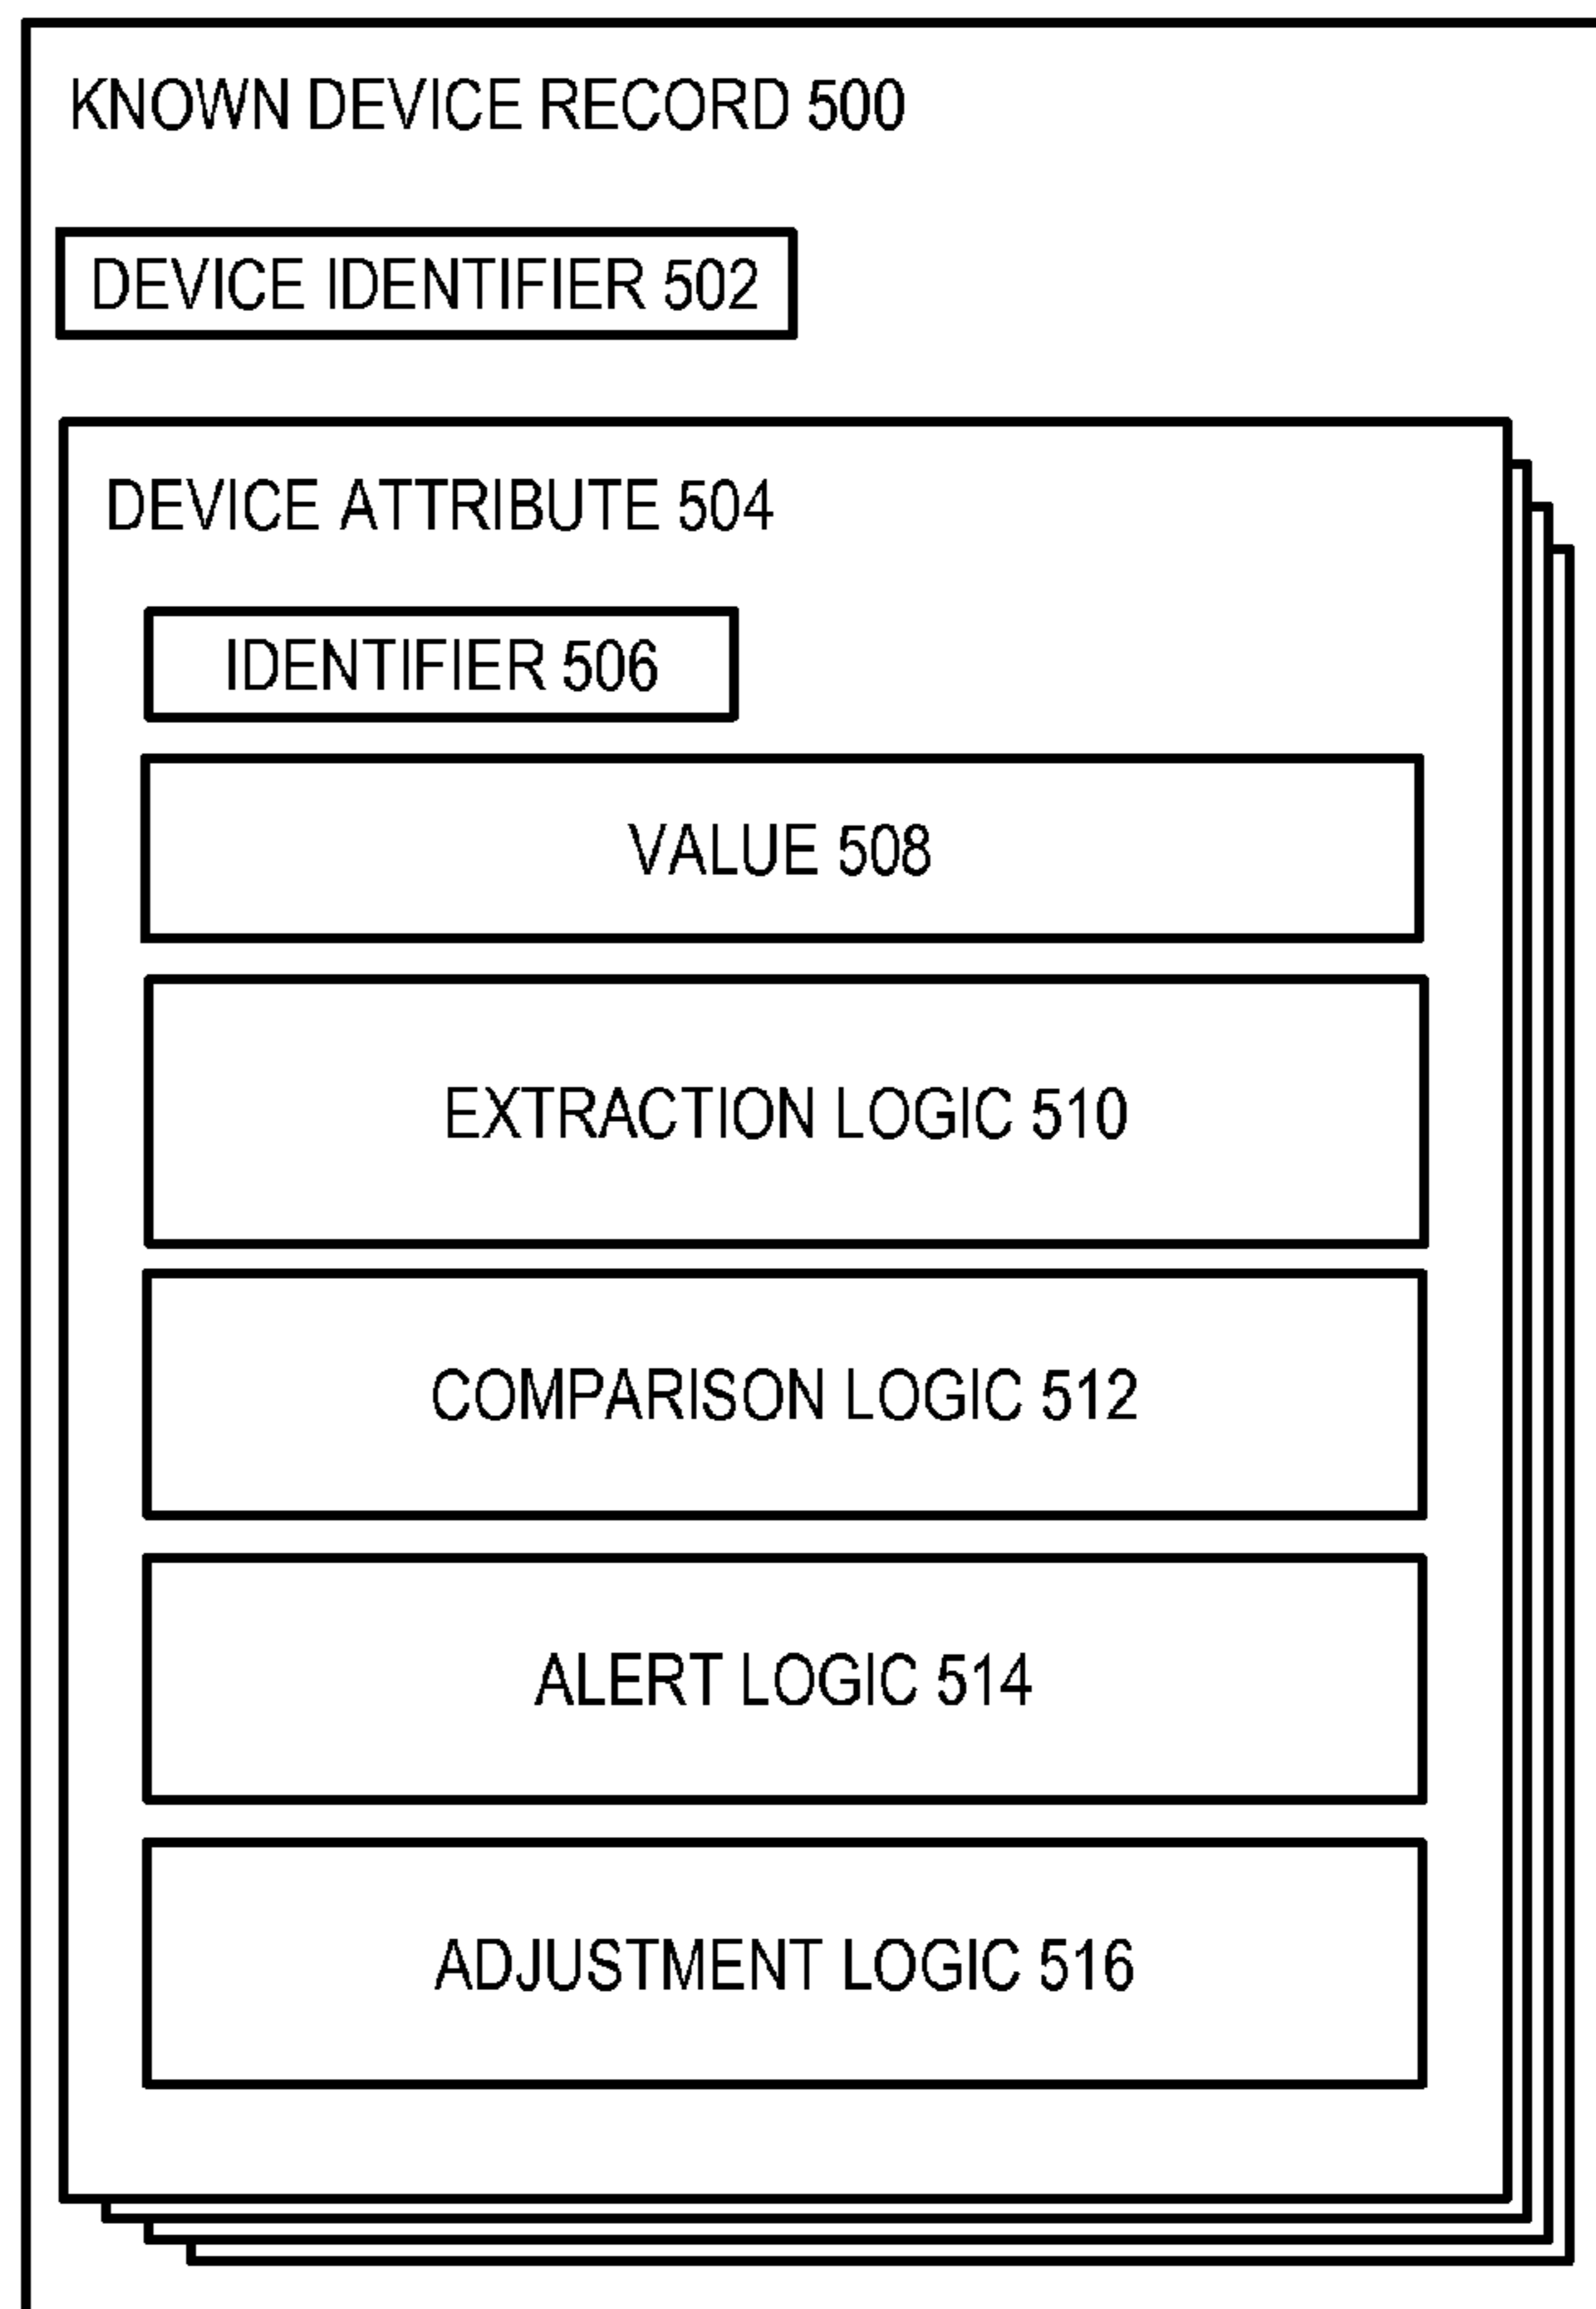 KNOWN DEVICE RECORD 500
DEVICE IDENTIFIER 502
DEVICE ATTRIBUTE 504
IDENTIFIER 506
VALUE 508
EXTRACTION LOGIC 510
COMPARISON LOGIC 512
ALERT LOGIC 514
ADJUSTMENT LOGIC 516